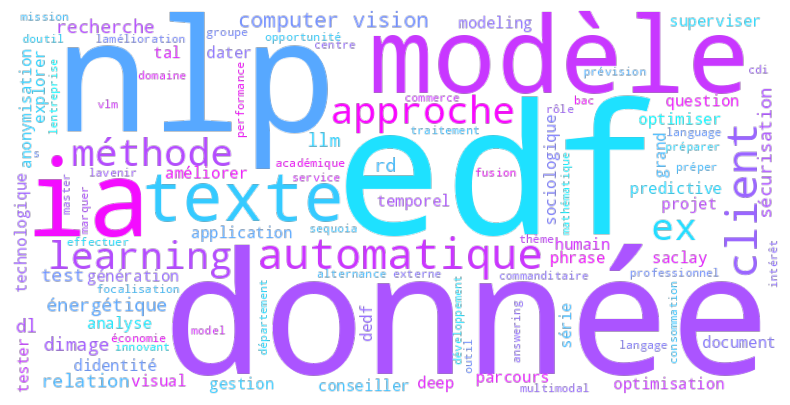 mission
recherche
groupe
computer vision
modeling
superviser
doutil
lamélioration
opportunité
tal
dater
centre
nlp
modèle
explorer
anonymisation
lentreprise
domaine
performance
prévision
cdi
vlm
approche
commerce
rôle
bac
question
llm
traitement
optimiser
language
s
méthode
académique
rd
edf
sociologique
mathématique
grand
préparer
client
sécurisation
ia
lavenir
améliorer
service
fusion
préper
master
marquer
texte
temporel
predictive
projet
technologique
effectuer
application
sequoia
ex
learning
automatique
thème
humain
phrase
saclay
intérêt
test
génération
alternance
externe
commanditaire
professionnel
focalisation
donnée
énergétique
département
dedf
développement
outil
answering
série
consommation
dl
analyse
model
langage
document
tester
dimage
économie
innovant
didentité
relation
visual
gestion
conseiller
deep
parcours
multimodal
optimisation